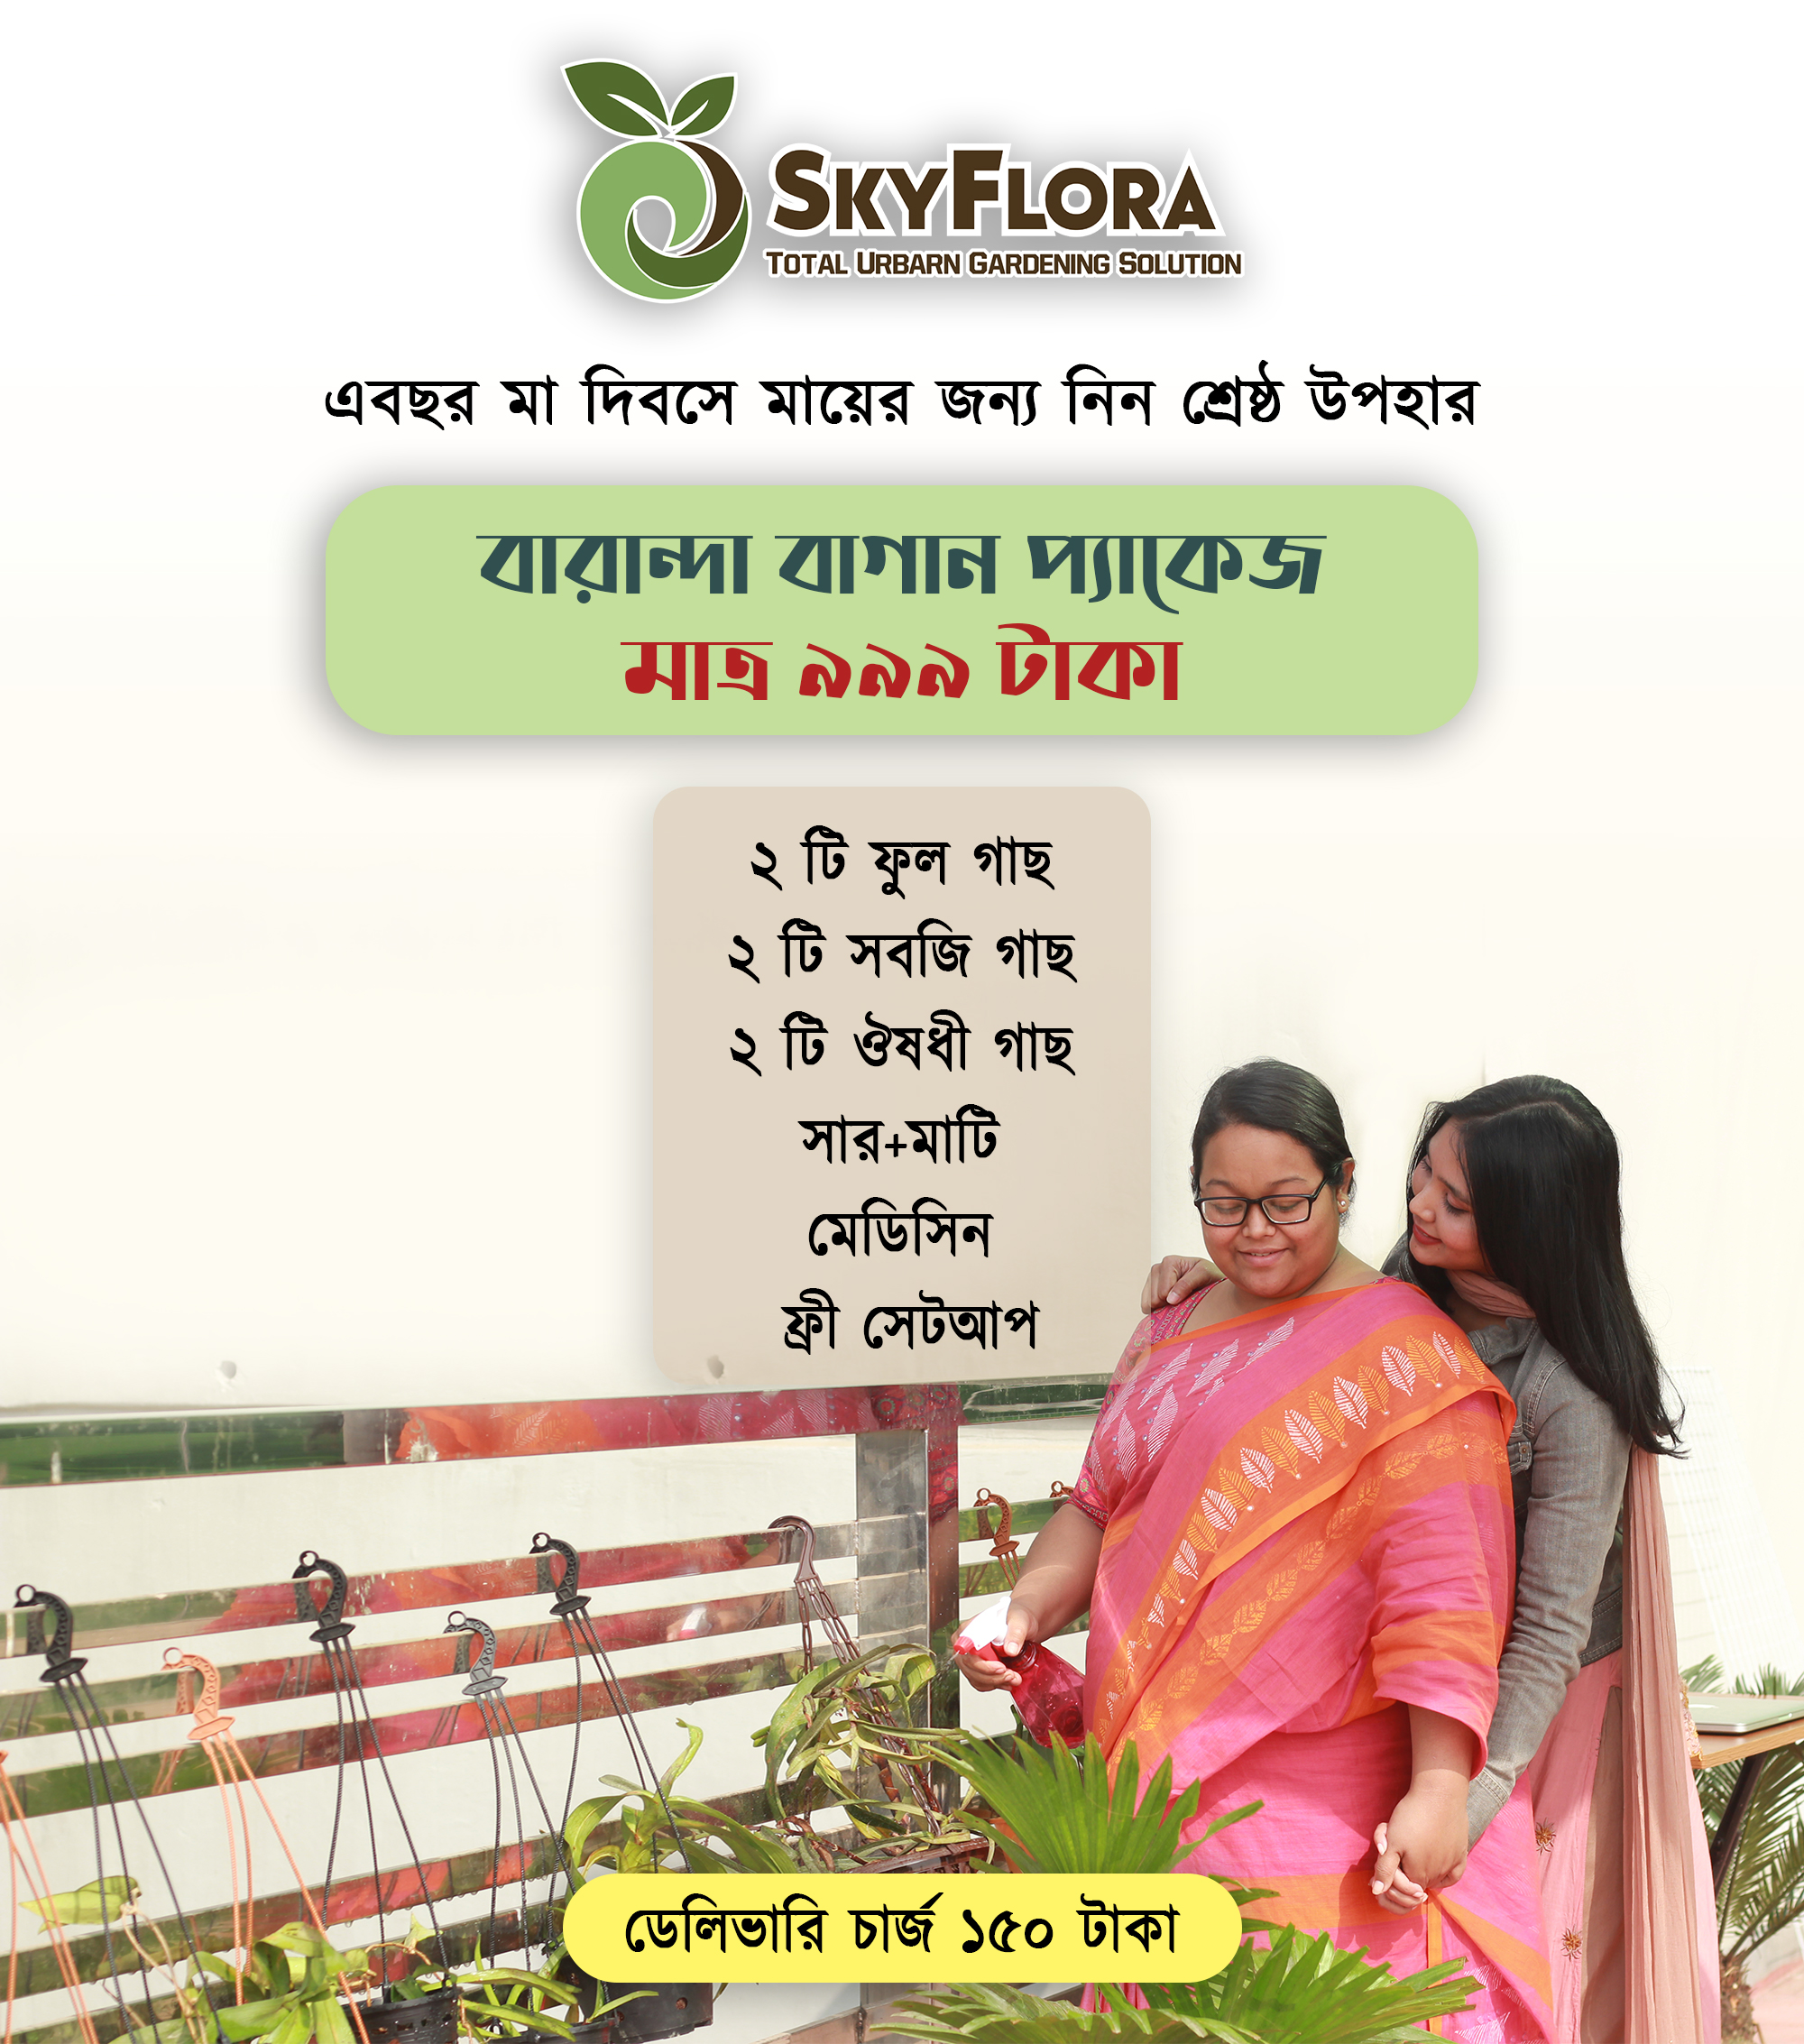 SKYFLORA
TOTAL URBARN GARDENING SOLUTION
এবছর মা দিবসে মায়ের জন্য নিন শ্রেষ্ঠ উপহার
বারান্দা বাগান প্যাকেজ
মাত্র ৯৯৯ টাকা
২ টি ফুল গাছ
২ টি সবজি গাছ
২ টি ঔষধী গাছ
সার+মাটি
মেডিসিন
ফ্রী সেটআপ
ডেলিভারি চার্জ ১৫০ টাকা